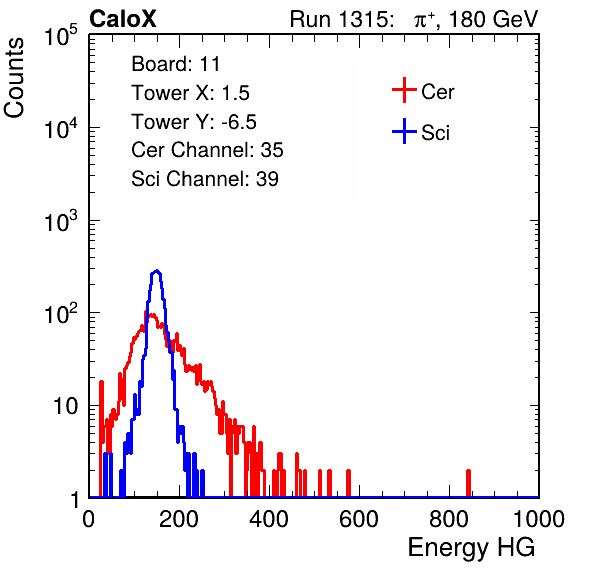 CaloX Run 1315: π⁺, 180 GeV
Counts
10⁵
10⁴
10³
10²
10
1
Board: 11
Tower X: 1.5
Tower Y: -6.5
Cer Channel: 35
Sci Channel: 39
Cer
Sci
0 200 400 600 800 1000
Energy HG